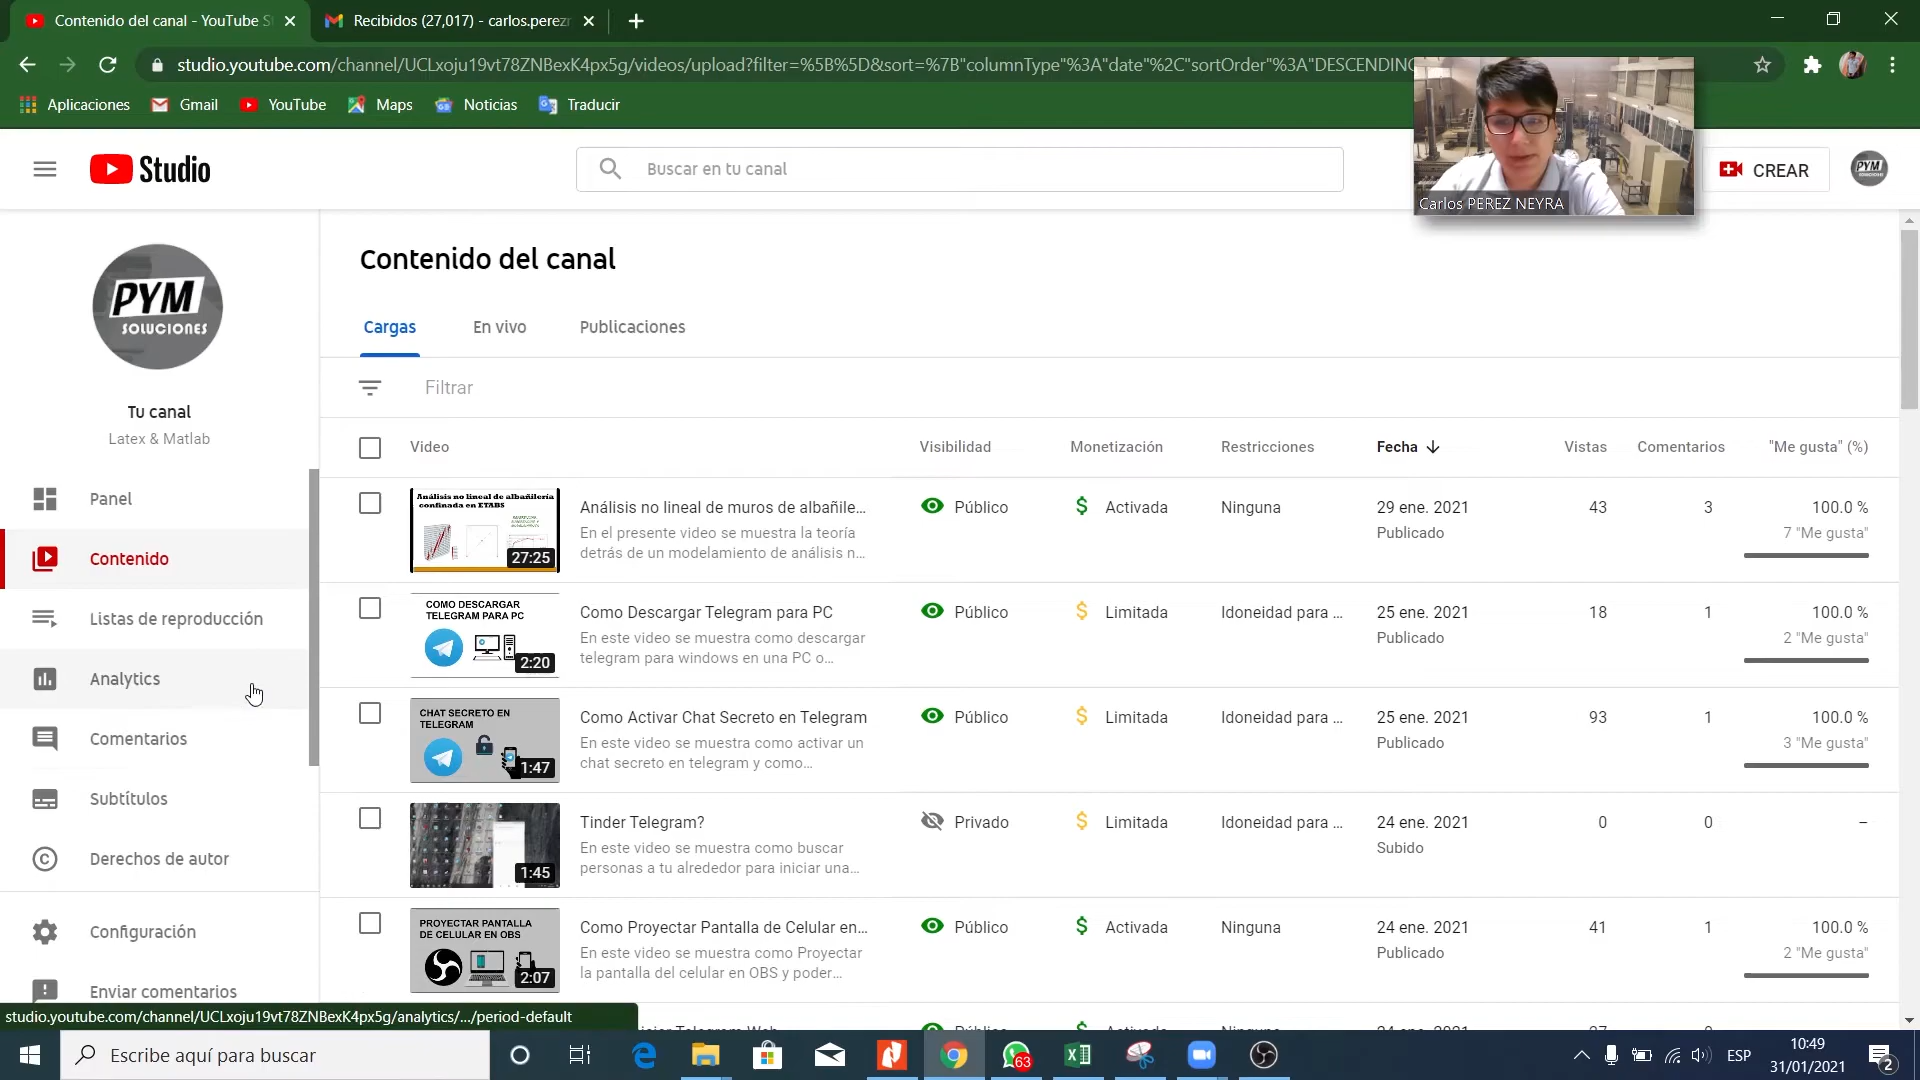 Contenido del canal - YouTube S
Recibidos (27,017) - carlos.perezr
studio.youtube.com/channel/UCLxoju19vt78ZNBexK4px5g/videos/upload?filter=%5B%5D&sort=%7B"columnType"%3A"date"%2C"sortOrder"%3A"DESCENDING
Aplicaciones
Gmail
YouTube
Maps
Noticias
Traducir
Studio
Buscar en tu canal
Carlos PEREZ NEYRA
CREAR
PYM
PYM
SOLUCIONES
Tu canal
Latex & Matlab
Panel
Contenido
Listas de reproducción
Analytics
Comentarios
Subtítulos
Derechos de autor
Configuración
Enviar comentarios
Contenido del canal
Cargas
En vivo
Publicaciones
Filtrar
Video
Visibilidad
Monetización
Restricciones
Fecha
Vistas
Comentarios
"Me gusta" (%)
Análisis no lineal de albañilería
confinada en ETABS
27:25
Análisis no lineal de muros de albañile...
En el presente video se muestra la teoría
detrás de un modelamiento de análisis n...
Público
Activada
Ninguna
29 ene. 2021
Publicado
43
3
100.0 %
7 "Me gusta"
COMO DESCARGAR
TELEGRAM PARA PC
2:20
Como Descargar Telegram para PC
En este video se muestra como descargar
telegram para windows en una PC o...
Público
Limitada
Idoneidad para ...
25 ene. 2021
Publicado
18
1
100.0 %
2 "Me gusta"
CHAT SECRETO EN
TELEGRAM
1:47
Como Activar Chat Secreto en Telegram
En este video se muestra como activar un
chat secreto en telegram y como...
Público
Limitada
Idoneidad para ...
25 ene. 2021
Publicado
93
1
100.0 %
3 "Me gusta"
1:45
Tinder Telegram?
En este video se muestra como buscar
personas a tu alrededor para iniciar una...
Privado
Limitada
Idoneidad para ...
24 ene. 2021
Subido
0
0
–
PROYECTAR PANTALLA
DE CELULAR EN OBS
2:07
Como Proyectar Pantalla de Celular en...
En este video se muestra como Proyectar
la pantalla del celular en OBS y poder...
Público
Activada
Ninguna
24 ene. 2021
Publicado
41
1
100.0 %
2 "Me gusta"
studio.youtube.com/channel/UCLxoju19vt78ZNBexK4px5g/analytics/.../period-default
Escribe aquí para buscar
63
ESP
10:49
31/01/2021
2